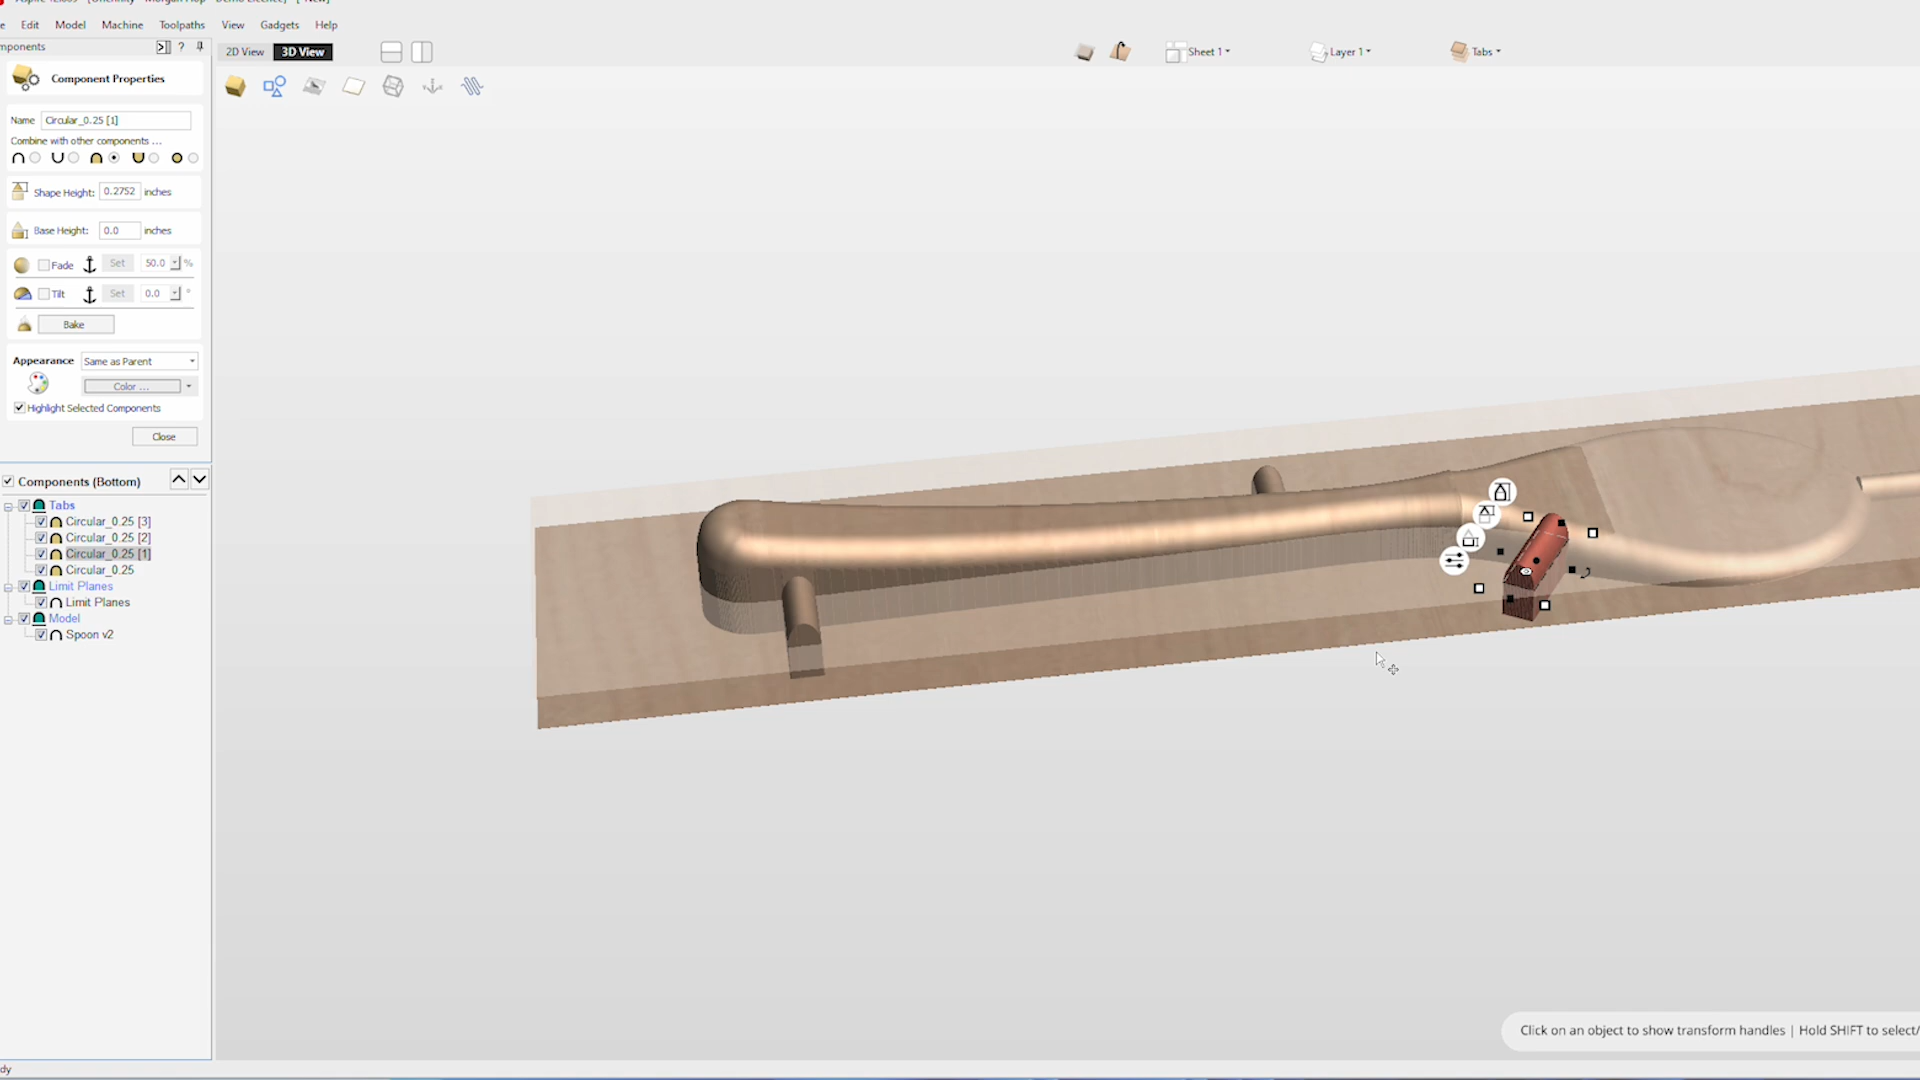 Edit Model Machine Toolpaths View Gadgets Help
mponents
?
2D View 3D View
Sheet 1
Layer 1
Tabs
Component Properties
Name Circular_0.25 [1]
Combine with other components ...
Shape Height: 0.2752 inches
Base Height: 0.0 inches
Fade Set 50.0 %
Tilt Set 0.0 °
Bake
Appearance Same as Parent
Color ...
Highlight Selected Components
Close
Components (Bottom)
Tabs
Circular_0.25 [3]
Circular_0.25 [2]
Circular_0.25 [1]
Circular_0.25
Limit Planes
Limit Planes
Model
Spoon v2
Click on an object to show transform handles | Hold SHIFT to select/
dy